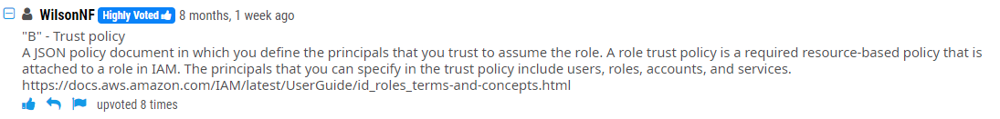 WilsonNF Highly Voted 8 months, 1 week ago
"B" - Trust policy
A JSON policy document in which you define the principals that you trust to assume the role. A role trust policy is a required resource-based policy that is
attached to a role in IAM. The principals that you can specify in the trust policy include users, roles, accounts, and services.
https://docs.aws.amazon.com/IAM/latest/UserGuide/id_roles_terms-and-concepts.html
upvoted 8 times